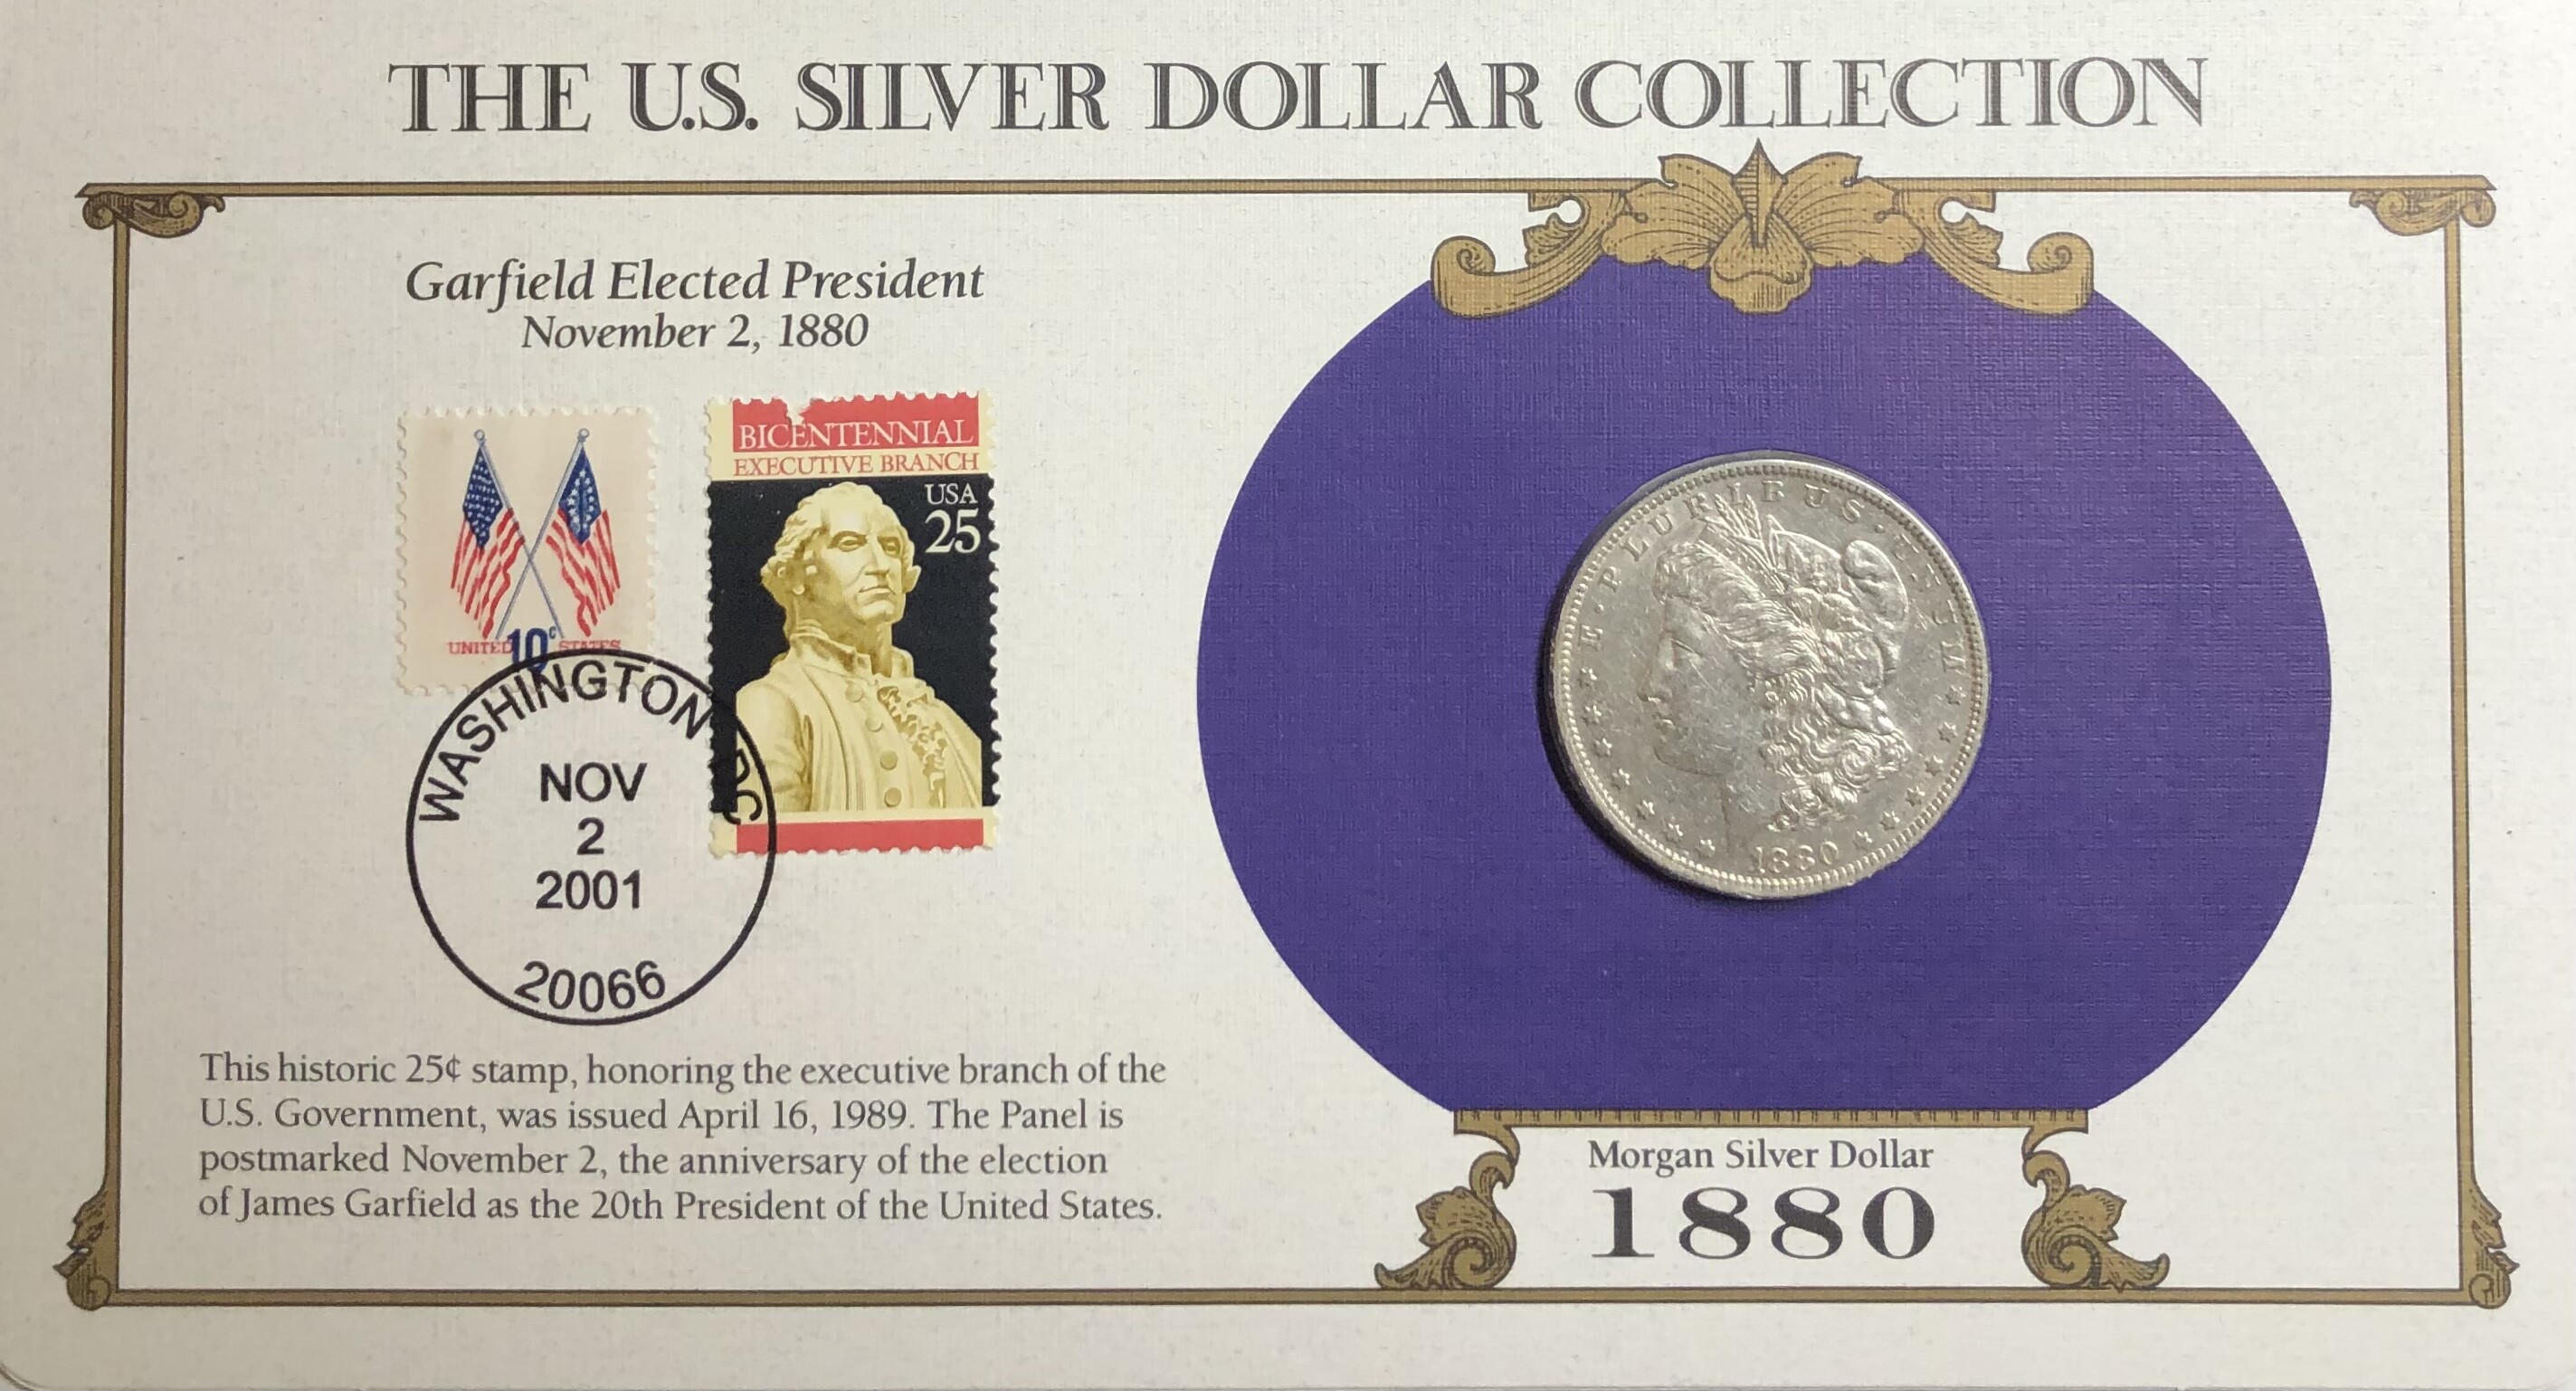 THE U.S. SILVER DOLLAR COLLECTION
Garfield Elected President
November 2, 1880
UNITED 10c STATES
BICENTENNIAL
EXECUTIVE BRANCH
USA
25
WASHINGTON DC
NOV
2
2001
20066
This historic 25¢ stamp, honoring the executive branch of the
U.S. Government, was issued April 16, 1989. The Panel is
postmarked November 2, the anniversary of the election
of James Garfield as the 20th President of the United States.
E·PLURIBUS·UNUM
1880
Morgan Silver Dollar
1880